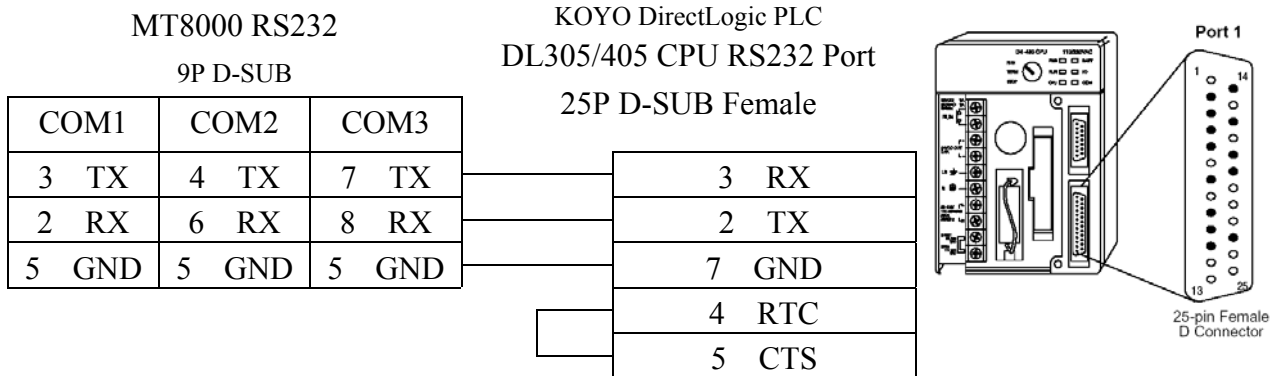 MT8000 RS232
9P D-SUB
COM1 COM2 COM3
3 TX 4 TX 7 TX
2 RX 6 RX 8 RX
5 GND 5 GND 5 GND
KOYO DirectLogic PLC
DL305/405 CPU RS232 Port
25P D-SUB Female
3 RX
2 TX
7 GND
4 RTC
5 CTS
Port 1
1
14
13
25
25-pin Female
D Connector